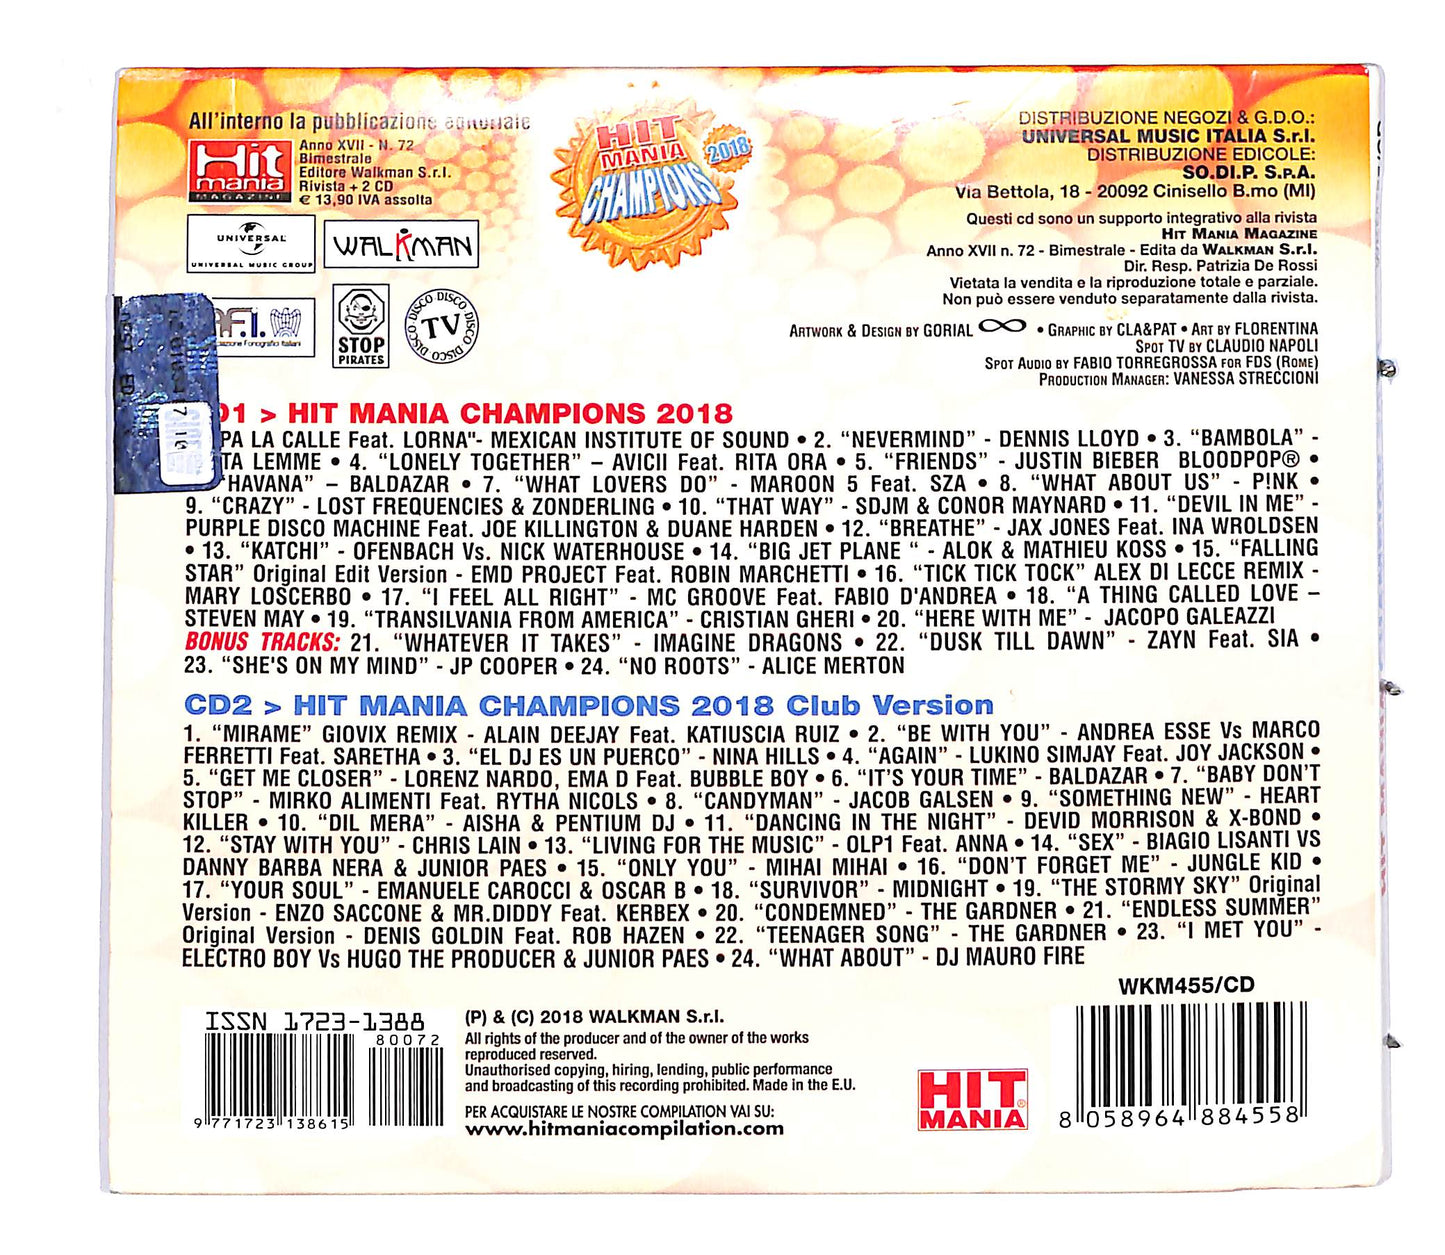 All'interno la pubblicazione editoriale
Hit mania MAGAZINE
Anno XVII - N. 72
Bimestrale
Editore Walkman S.r.l.
Rivista + 2 CD
€ 13,90 IVA assolta
UNIVERSAL
UNIVERSAL MUSIC GROUP
WALKMAN
A.F.I.
Fonografici Italiani
STOP
PIRATES
DISCO DISCO DISCO DISCO
TV
HIT
MANIA
CHAMPIONS
2018
DISTRIBUZIONE NEGOZI & G.D.O.:
UNIVERSAL MUSIC ITALIA S.r.l.
DISTRIBUZIONE EDICOLE:
SO.DI.P. S.p.A.
Via Bettola, 18 - 20092 Cinisello B.mo (MI)
Questi cd sono un supporto integrativo alla rivista
HIT MANIA MAGAZINE
Anno XVII n. 72 - Bimestrale - Edita da WALKMAN S.r.l.
Dir. Resp. Patrizia De Rossi
Vietata la vendita e la riproduzione totale e parziale.
Non può essere venduto separatamente dalla rivista.
ARTWORK & DESIGN BY GORIAL ∞ • GRAPHIC BY CLA&PAT • ART BY FLORENTINA
SPOT TV BY CLAUDIO NAPOLI
SPOT AUDIO BY FABIO TORREGROSSA FOR FDS (ROME)
PRODUCTION MANAGER: VANESSA STRECCIONI
D1 > HIT MANIA CHAMPIONS 2018
PA LA CALLE Feat. LORNA"- MEXICAN INSTITUTE OF SOUND • 2. “NEVERMIND” - DENNIS LLOYD • 3. “BAMBOLA” -
TA LEMME • 4. “LONELY TOGETHER” – AVICII Feat. RITA ORA • 5. “FRIENDS” - JUSTIN BIEBER BLOODPOP® •
“HAVANA” – BALDAZAR • 7. “WHAT LOVERS DO” - MAROON 5 Feat. SZA • 8. “WHAT ABOUT US” - P!NK •
9. “CRAZY” - LOST FREQUENCIES & ZONDERLING • 10. “THAT WAY” - SDJM & CONOR MAYNARD • 11. “DEVIL IN ME” -
PURPLE DISCO MACHINE Feat. JOE KILLINGTON & DUANE HARDEN • 12. “BREATHE” - JAX JONES Feat. INA WROLDSEN
• 13. “KATCHI” - OFENBACH Vs. NICK WATERHOUSE • 14. “BIG JET PLANE “ - ALOK & MATHIEU KOSS • 15. “FALLING
STAR” Original Edit Version - EMD PROJECT Feat. ROBIN MARCHETTI • 16. “TICK TICK TOCK” ALEX DI LECCE REMIX -
MARY LOSCERBO • 17. “I FEEL ALL RIGHT” - MC GROOVE Feat. FABIO D'ANDREA • 18. “A THING CALLED LOVE –
STEVEN MAY • 19. “TRANSILVANIA FROM AMERICA” - CRISTIAN GHERI • 20. “HERE WITH ME” - JACOPO GALEAZZI
BONUS TRACKS: 21. “WHATEVER IT TAKES” - IMAGINE DRAGONS • 22. “DUSK TILL DAWN” - ZAYN Feat. SIA •
23. “SHE'S ON MY MIND” - JP COOPER • 24. “NO ROOTS” - ALICE MERTON
CD2 > HIT MANIA CHAMPIONS 2018 Club Version
1. “MIRAME” GIOVIX REMIX - ALAIN DEEJAY Feat. KATIUSCIA RUIZ • 2. “BE WITH YOU” - ANDREA ESSE Vs MARCO
FERRETTI Feat. SARETHA • 3. “EL DJ ES UN PUERCO” - NINA HILLS • 4. “AGAIN” - LUKINO SIMJAY Feat. JOY JACKSON •
5. “GET ME CLOSER” - LORENZ NARDO, EMA D Feat. BUBBLE BOY • 6. “IT'S YOUR TIME” - BALDAZAR • 7. “BABY DON'T
STOP” - MIRKO ALIMENTI Feat. RYTHA NICOLS • 8. “CANDYMAN” - JACOB GALSEN • 9. “SOMETHING NEW” - HEART
KILLER • 10. “DIL MERA” - AISHA & PENTIUM DJ • 11. “DANCING IN THE NIGHT” - DEVID MORRISON & X-BOND •
12. “STAY WITH YOU” - CHRIS LAIN • 13. “LIVING FOR THE MUSIC” - OLP1 Feat. ANNA • 14. “SEX” - BIAGIO LISANTI VS
DANNY BARBA NERA & JUNIOR PAES • 15. “ONLY YOU” - MIHAI MIHAI • 16. “DON'T FORGET ME” - JUNGLE KID •
17. “YOUR SOUL” - EMANUELE CAROCCI & OSCAR B • 18. “SURVIVOR” - MIDNIGHT • 19. “THE STORMY SKY” Original
Version - ENZO SACCONE & MR.DIDDY Feat. KERBEX • 20. “CONDEMNED” - THE GARDNER • 21. “ENDLESS SUMMER”
Original Version - DENIS GOLDIN Feat. ROB HAZEN • 22. “TEENAGER SONG” - THE GARDNER • 23. “I MET YOU” -
ELECTRO BOY Vs HUGO THE PRODUCER & JUNIOR PAES • 24. “WHAT ABOUT” - DJ MAURO FIRE
WKM455/CD
ISSN 1723-1388
80072
9 771723 138615
(P) & (C) 2018 WALKMAN S.r.l.
All rights of the producer and of the owner of the works
reproduced reserved.
Unauthorised copying, hiring, lending, public performance
and broadcasting of this recording prohibited. Made in the E.U.
PER ACQUISTARE LE NOSTRE COMPILATION VAI SU:
www.hitmaniacompilation.com
HIT
MANIA®
8 058964 884558